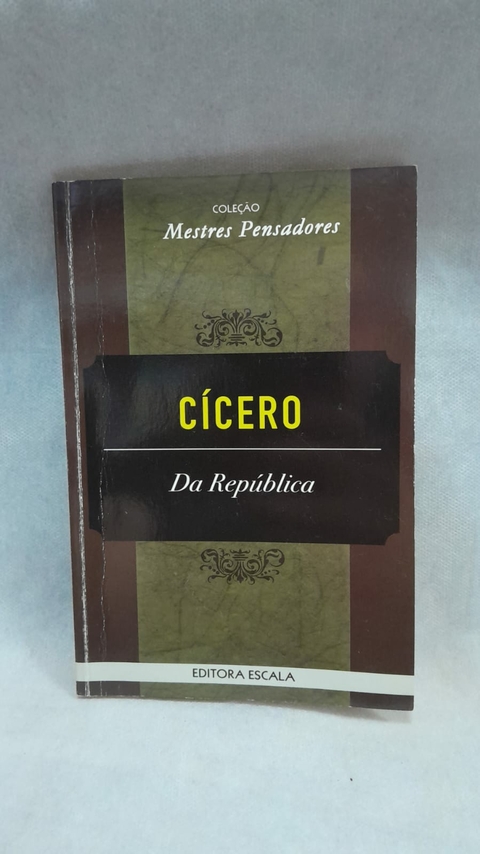 COLEÇÃO
Mestres Pensadores
CÍCERO
Da República
EDITORA ESCALA